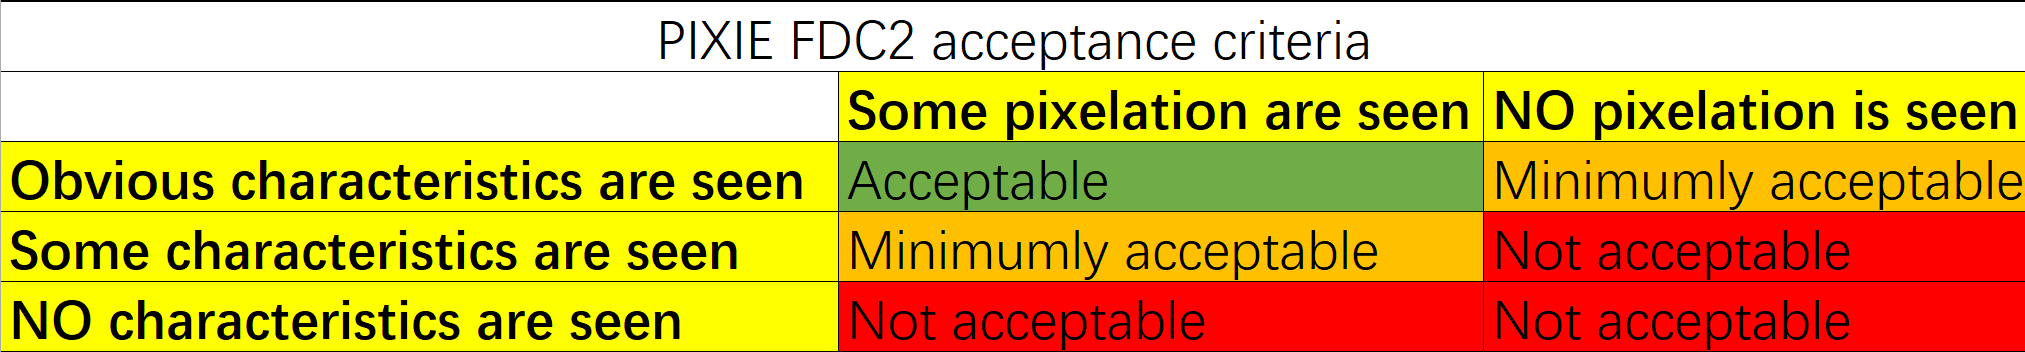 PIXIE FDC2 acceptance criteria
Some pixelation are seen NO pixelation is seen
Obvious characteristics are seen Acceptable Minimumly acceptable
Some characteristics are seen Minimumly acceptable Not acceptable
NO characteristics are seen Not acceptable Not acceptable